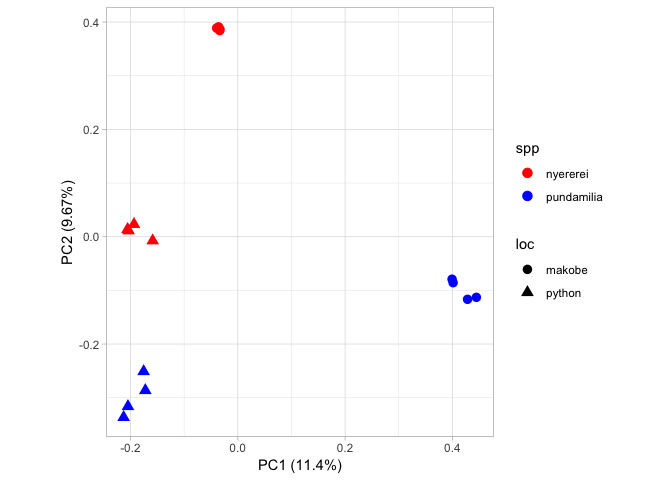 0.4
0.2
0.0
-0.2
PC2 (9.67%)
-0.2
0.0
0.2
0.4
PC1 (11.4%)
spp
nyererei
pundamilia
loc
makobe
python